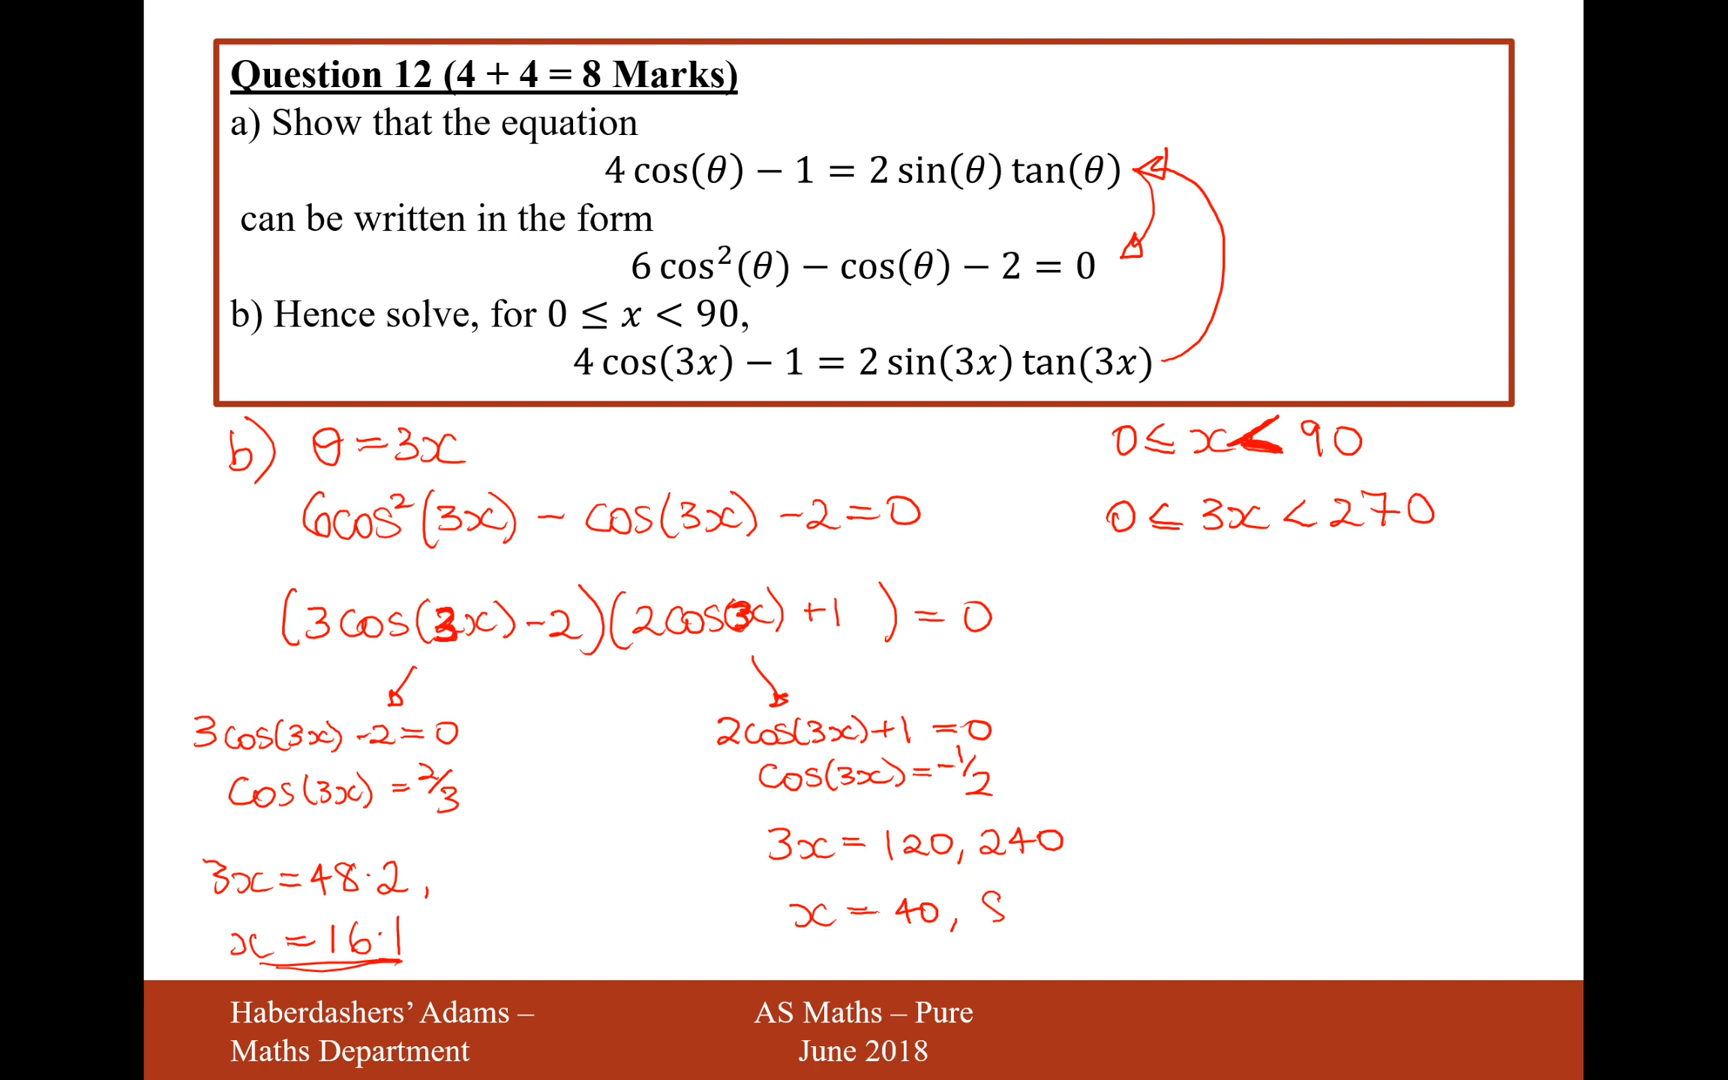 Question 12 (4 + 4 = 8 Marks)
a) Show that the equation
4 cos(θ) − 1 = 2 sin(θ) tan(θ)
can be written in the form
6 cos²(θ) − cos(θ) − 2 = 0
b) Hence solve, for 0 ≤ x < 90,
4 cos(3x) − 1 = 2 sin(3x) tan(3x)
b) θ = 3x
0 ≤ x < 90
6cos²(3x) − cos(3x) − 2 = 0
0 ≤ 3x < 270
(3cos(3x) − 2)(2cos(3x) + 1) = 0
3cos(3x) − 2 = 0
cos(3x) = 2/3
3x = 48.2,
x = 16.1
2cos(3x) + 1 = 0
cos(3x) = −1/2
3x = 120, 240
x = 40,
Haberdashers’ Adams –
Maths Department
AS Maths – Pure
June 2018